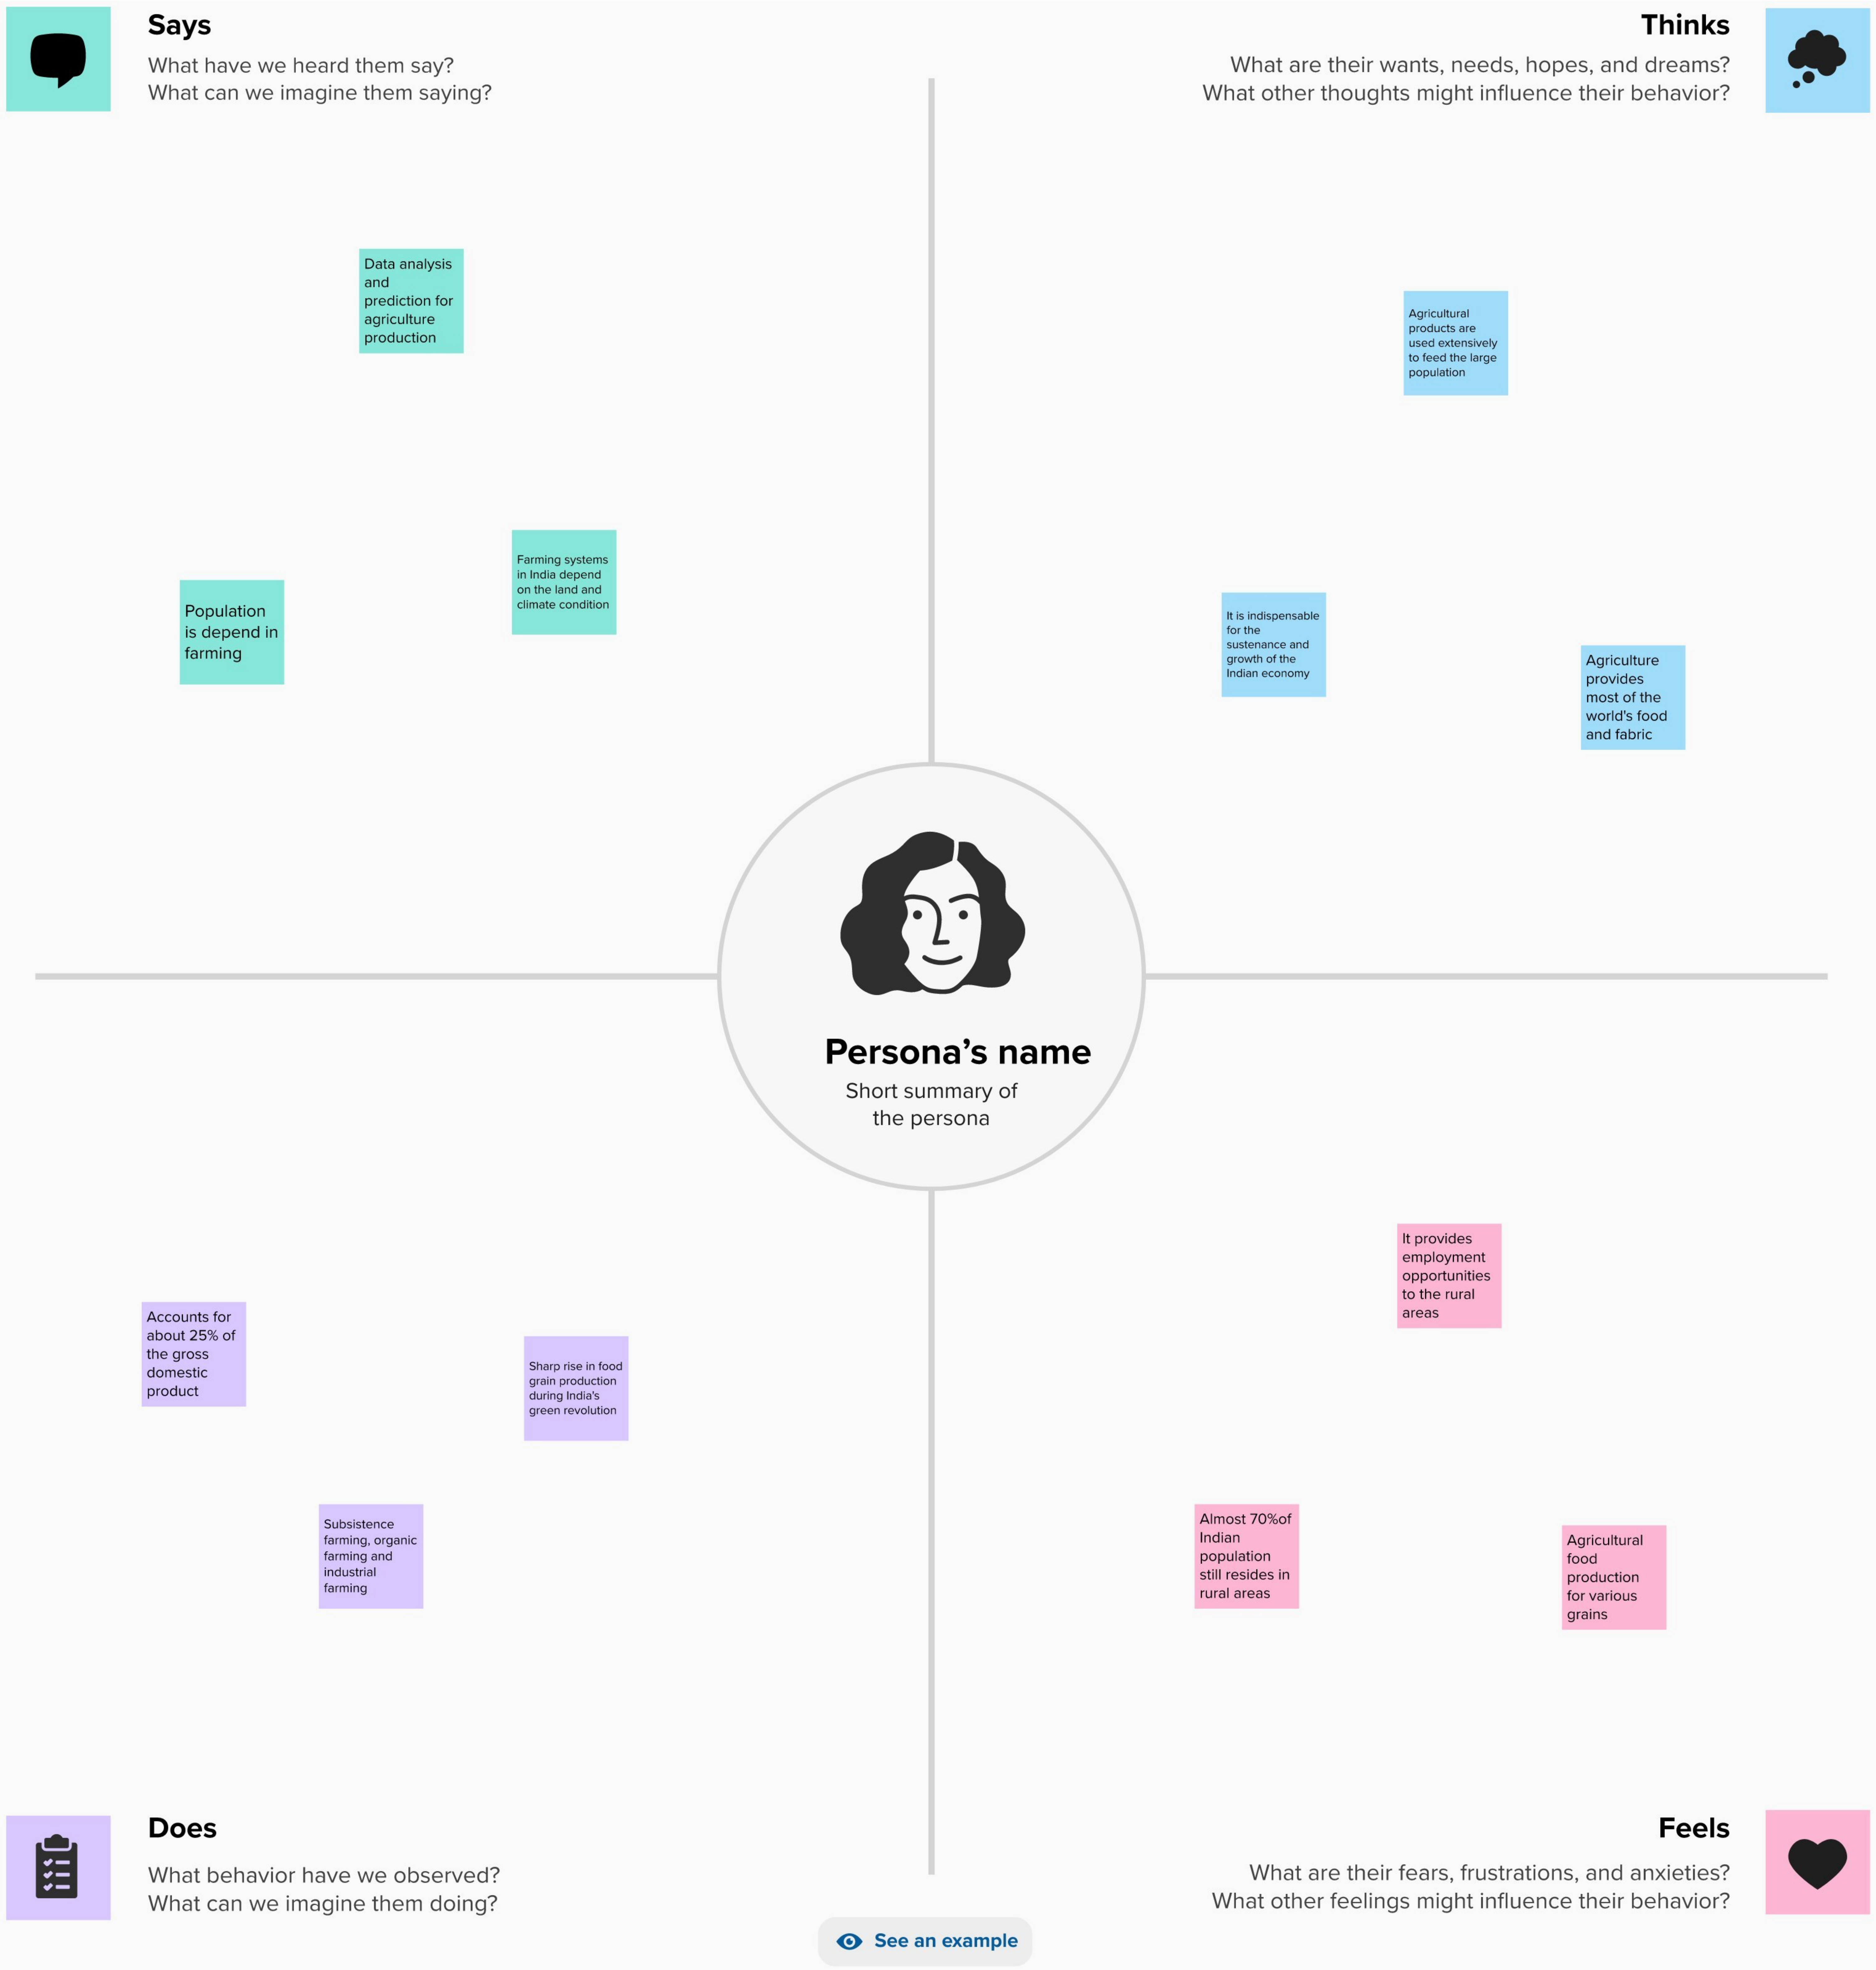 Says
What have we heard them say?
What can we imagine them saying?
Thinks
What are their wants, needs, hopes, and dreams?
What other thoughts might influence their behavior?
Data analysis
and
prediction for
agriculture
production
Population
is depend in
farming
Farming systems
in India depend
on the land and
climate condition
Agricultural
products are
used extensively
to feed the large
population
It is indispensable
for the
sustenance and
growth of the
Indian economy
Agriculture
provides
most of the
world's food
and fabric
Persona’s name
Short summary of
the persona
Accounts for
about 25% of
the gross
domestic
product
Sharp rise in food
grain production
during India's
green revolution
Subsistence
farming, organic
farming and
industrial
farming
It provides
employment
opportunities
to the rural
areas
Almost 70%of
Indian
population
still resides in
rural areas
Agricultural
food
production
for various
grains
Does
What behavior have we observed?
What can we imagine them doing?
Feels
What are their fears, frustrations, and anxieties?
What other feelings might influence their behavior?
See an example